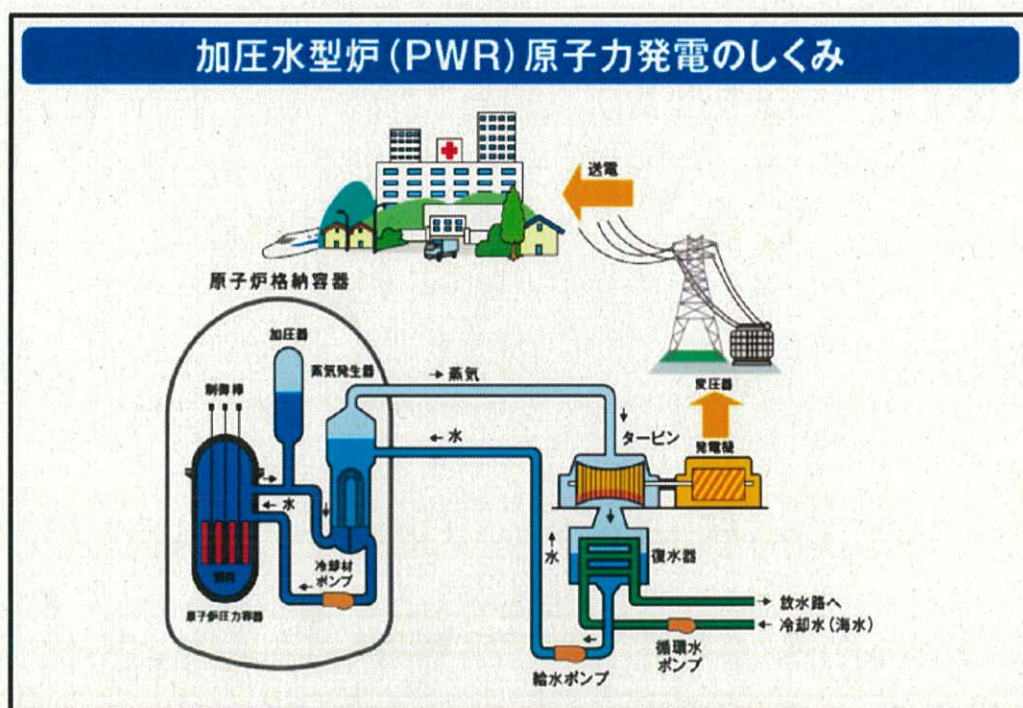 加圧水型炉(PWR)原子力発電のしくみ
送電
原子炉格納容器
加圧器
蒸気発生器
制御棒
→蒸気
変圧器
←水
タービン
発電機
←水
水
復水器
冷却材
ポンプ
燃料
原子炉圧力容器
→放水路へ
←冷却水(海水)
循環水
ポンプ
給水ポンプ